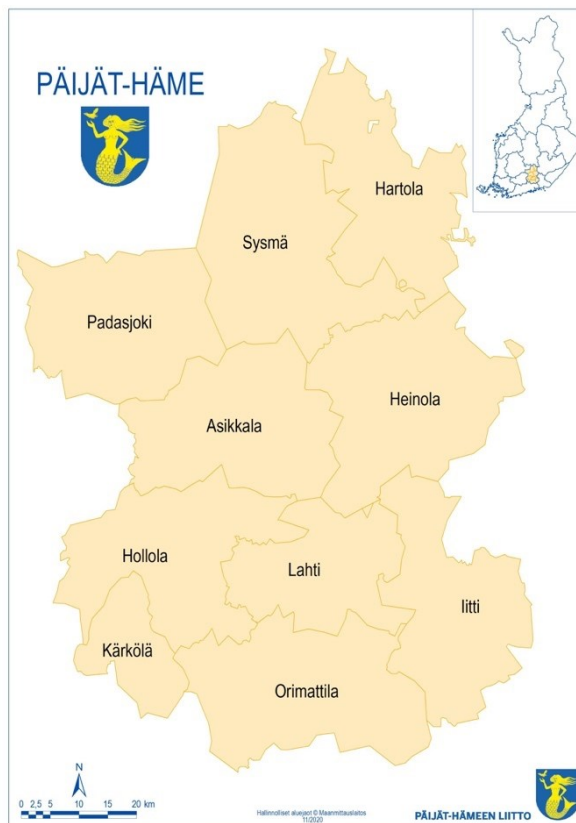 PÄIJÄT-HÄME
Hartola
Sysmä
Padasjoki
Heinola
Asikkala
Hollola
Lahti
Iitti
Kärkölä
Orimattila
N
0 2,5 5 10 15 20 km
Hallinnolliset aluejaot © Maanmittauslaitos
11/2020
PÄIJÄT-HÄMEEN LIITTO